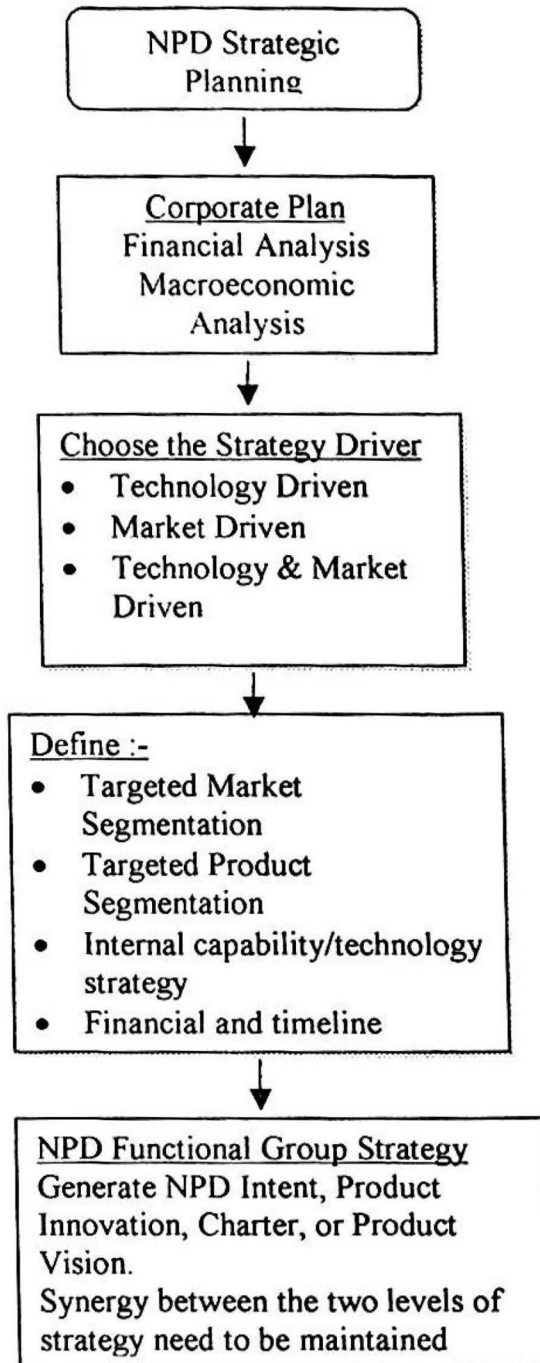 NPD Strategic
Planning
Corporate Plan
Financial Analysis
Macroeconomic
Analysis
Choose the Strategy Driver
• Technology Driven
• Market Driven
• Technology & Market
Driven
Define :-
• Targeted Market
Segmentation
• Targeted Product
Segmentation
• Internal capability/technology
strategy
• Financial and timeline
NPD Functional Group Strategy
Generate NPD Intent, Product
Innovation, Charter, or Product
Vision.
Synergy between the two levels of
strategy need to be maintained